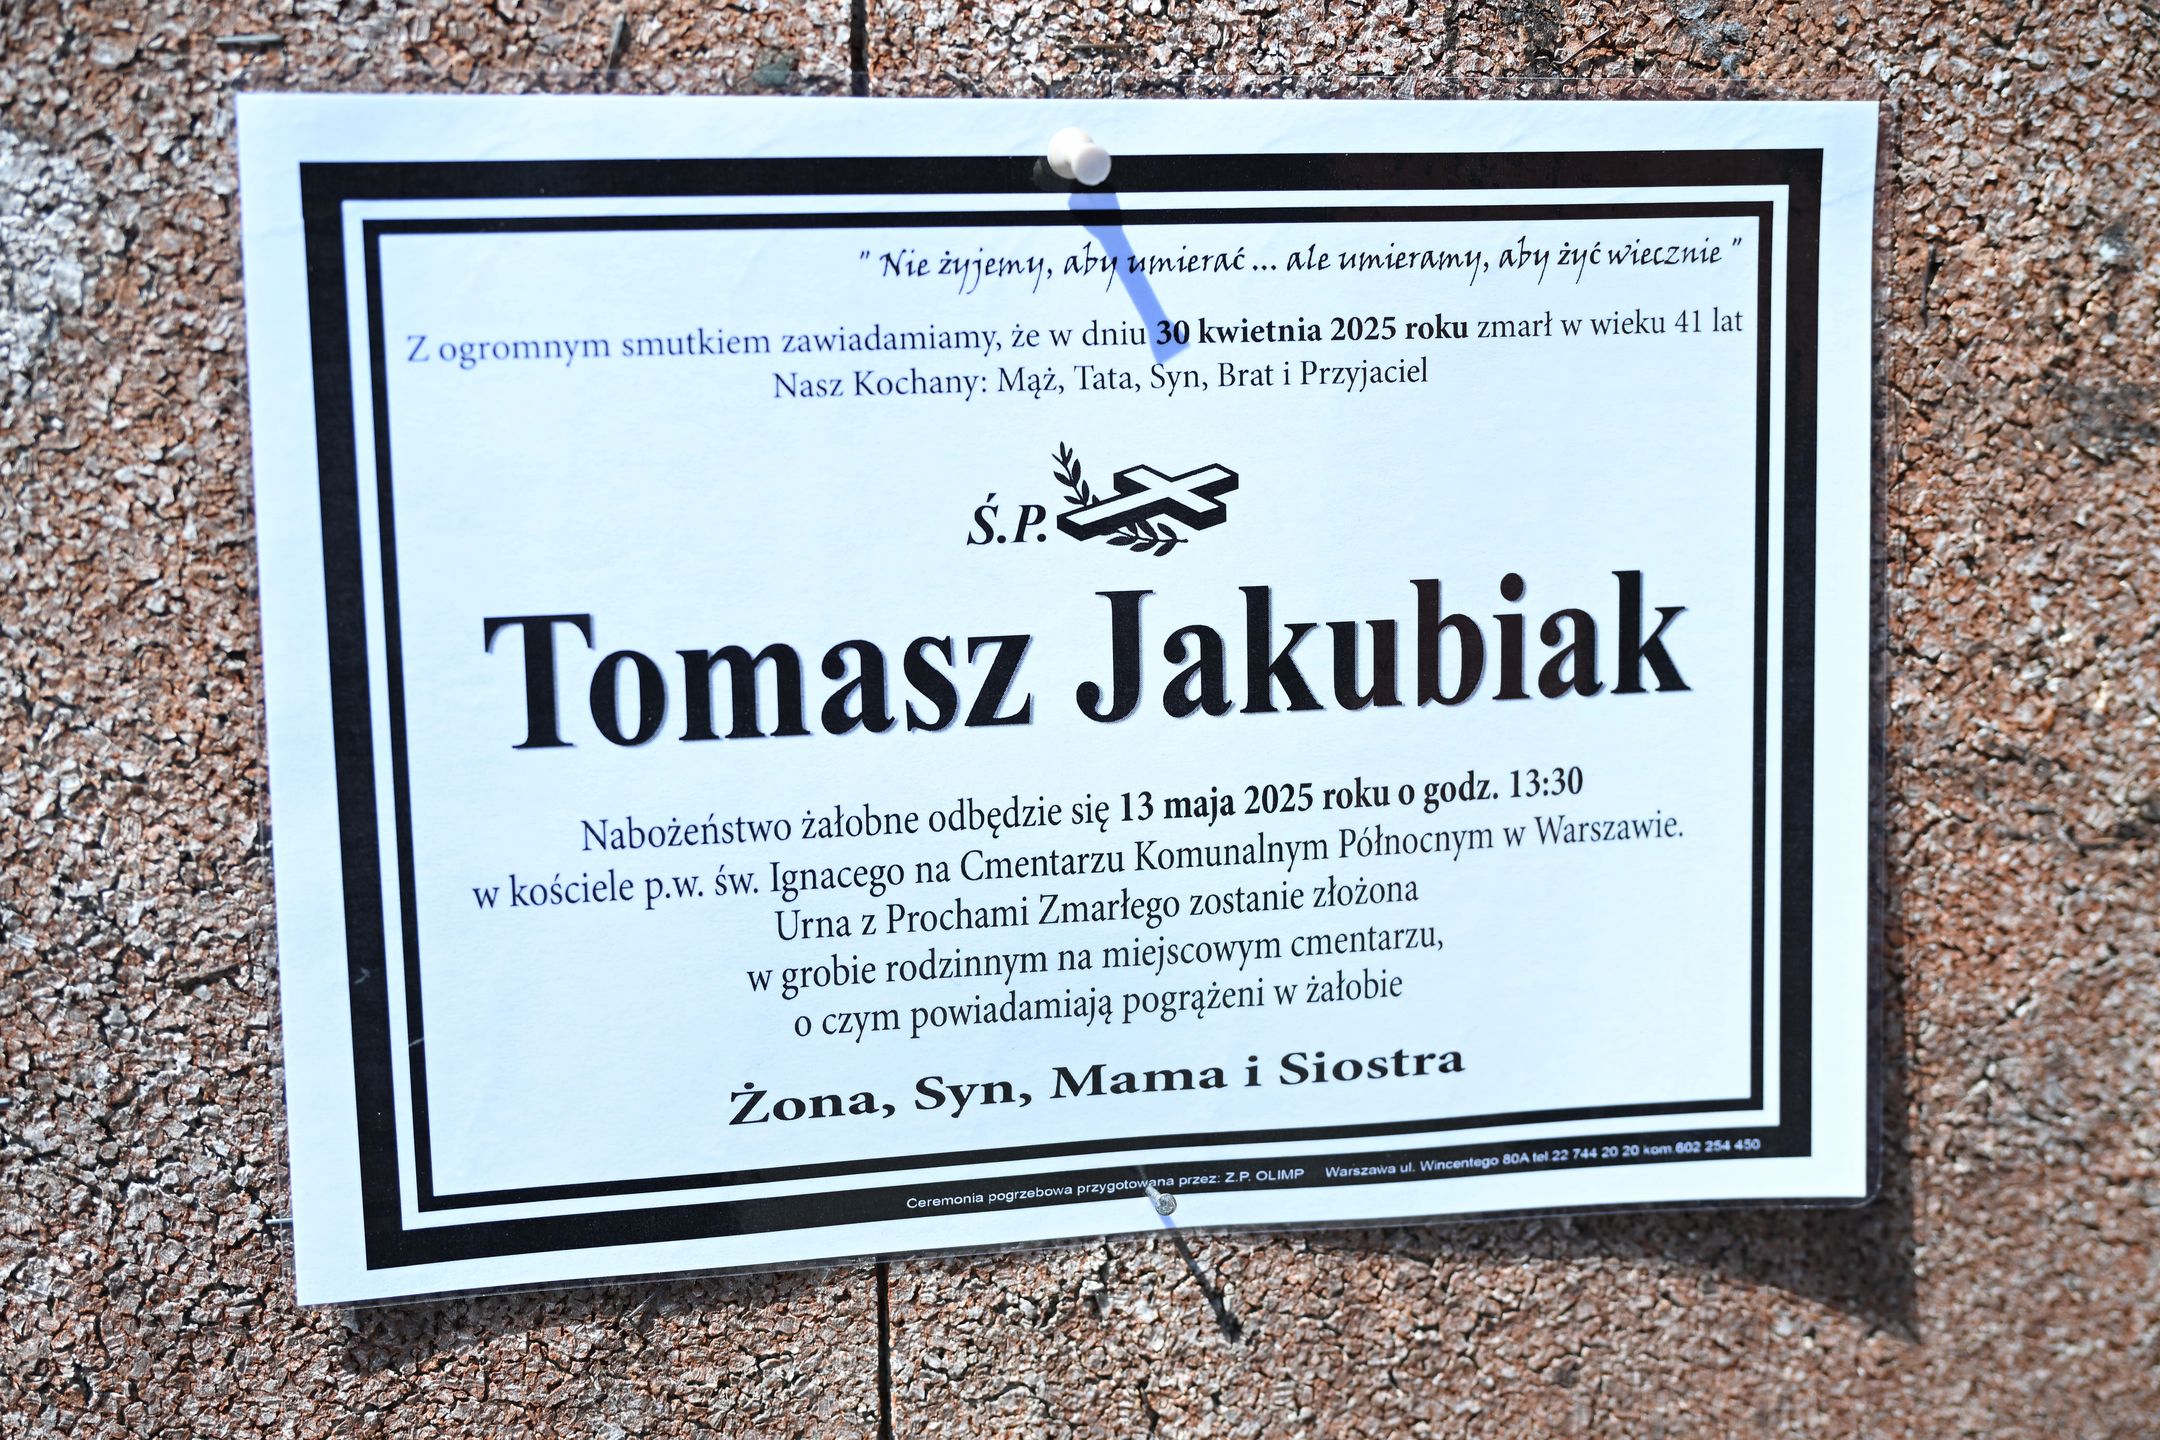 " Nie żyjemy, aby umierać ... ale umieramy, aby żyć wiecznie "
Z ogromnym smutkiem zawiadamiamy, że w dniu 30 kwietnia 2025 roku zmarł w wieku 41 lat
Nasz Kochany: Mąż, Tata, Syn, Brat i Przyjaciel
Ś.P.
Tomasz Jakubiak
Nabożeństwo żałobne odbędzie się 13 maja 2025 roku o godz. 13:30
w kościele p.w. św. Ignacego na Cmentarzu Komunalnym Północnym w Warszawie.
Urna z Prochami Zmarłego zostanie złożona
w grobie rodzinnym na miejscowym cmentarzu,
o czym powiadamiają pogrążeni w żałobie
Żona, Syn, Mama i Siostra
Ceremonia pogrzebowa przygotowana przez: Z.P. OLIMP Warszawa ul. Wincentego 80A tel.22 744 20 20 kom.602 254 450